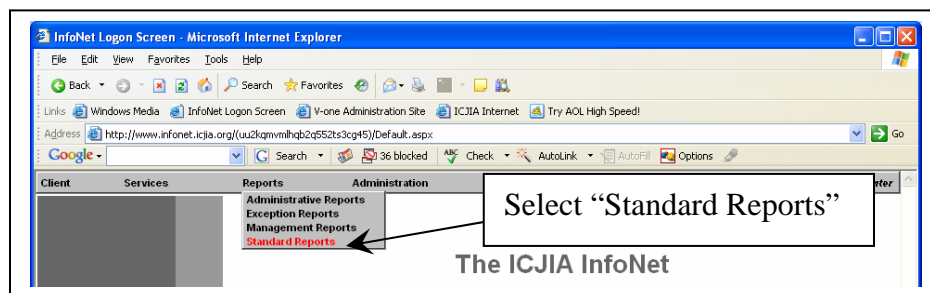 InfoNet Logon Screen - Microsoft Internet Explorer
File Edit View Favorites Tools Help
Back Search Favorites
Links Windows Media InfoNet Logon Screen V-one Administration Site ICJIA Internet Try AOL High Speed!
Address http://www.infonet.icjia.org/(uu2kqmvmlhqb2q552ts3cg45)/Default.aspx Go
Google Search 36 blocked ABC Check AutoLink AutoFill Options
Client Services Reports Administration
Administrative Reports
Exception Reports
Management Reports
Standard Reports
Select “Standard Reports”
The ICJIA InfoNet